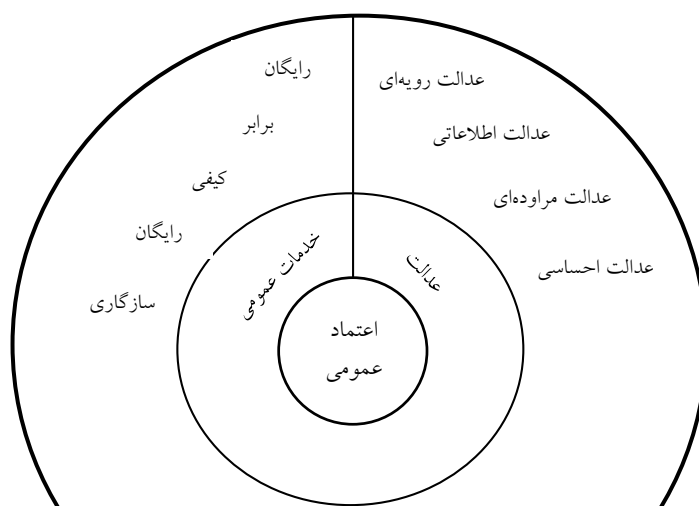 رایگان
عدالت رویه‌ای
برابر
عدالت اطلاعاتی
کیفی
عدالت مراوده‌ای
رایگان
عدالت احساسی
سازگاری
خدمات عمومی
عدالت
اعتماد
عمومی